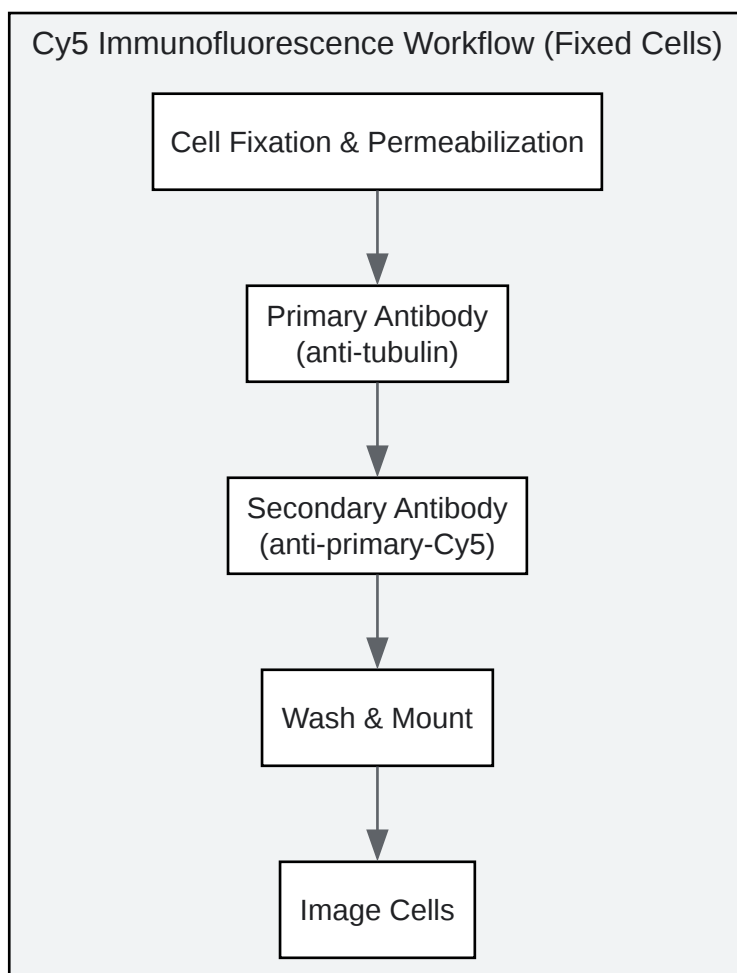 Cy5 Immunofluorescence Workflow (Fixed Cells)
Cell Fixation & Permeabilization
Primary Antibody
(anti-tubulin)
Secondary Antibody
(anti-primary-Cy5)
Wash & Mount
Image Cells